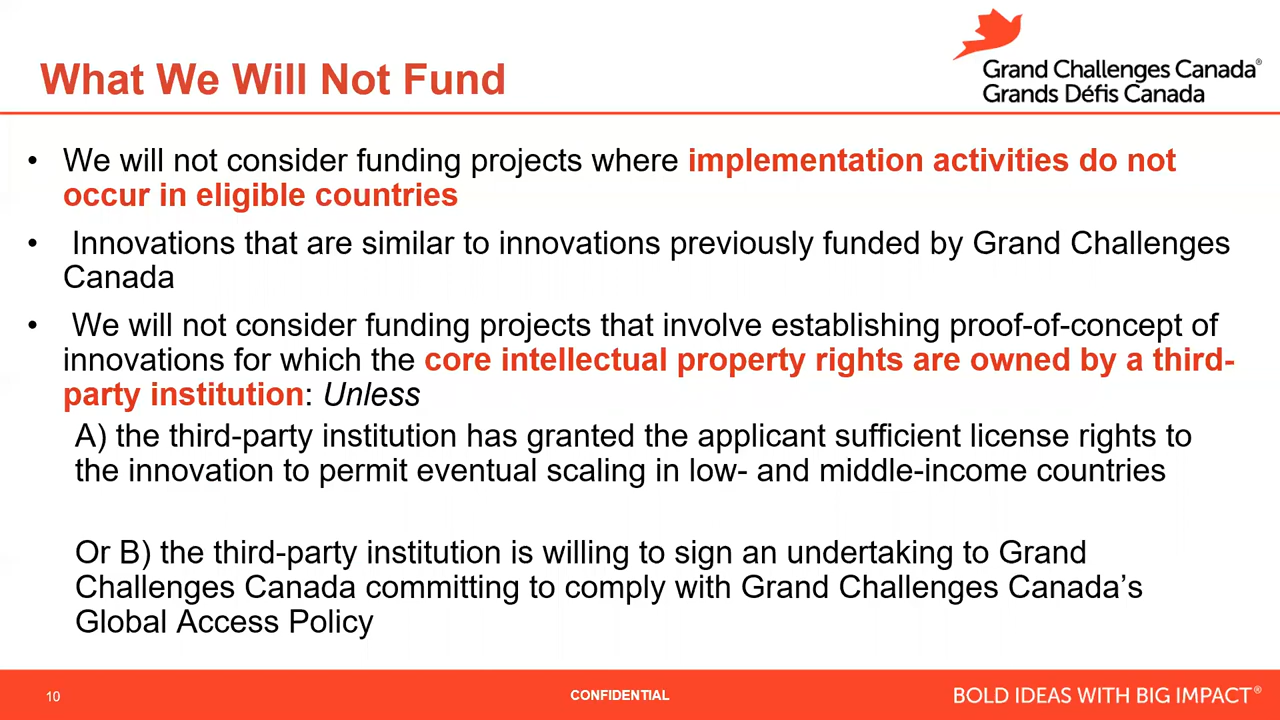 What We Will Not Fund
Grand Challenges Canada®
Grands Défis Canada
• We will not consider funding projects where implementation activities do not
occur in eligible countries
• Innovations that are similar to innovations previously funded by Grand Challenges
Canada
• We will not consider funding projects that involve establishing proof-of-concept of
innovations for which the core intellectual property rights are owned by a third-
party institution: Unless
A) the third-party institution has granted the applicant sufficient license rights to
the innovation to permit eventual scaling in low- and middle-income countries
Or B) the third-party institution is willing to sign an undertaking to Grand
Challenges Canada committing to comply with Grand Challenges Canada’s
Global Access Policy
10
CONFIDENTIAL
BOLD IDEAS WITH BIG IMPACT®